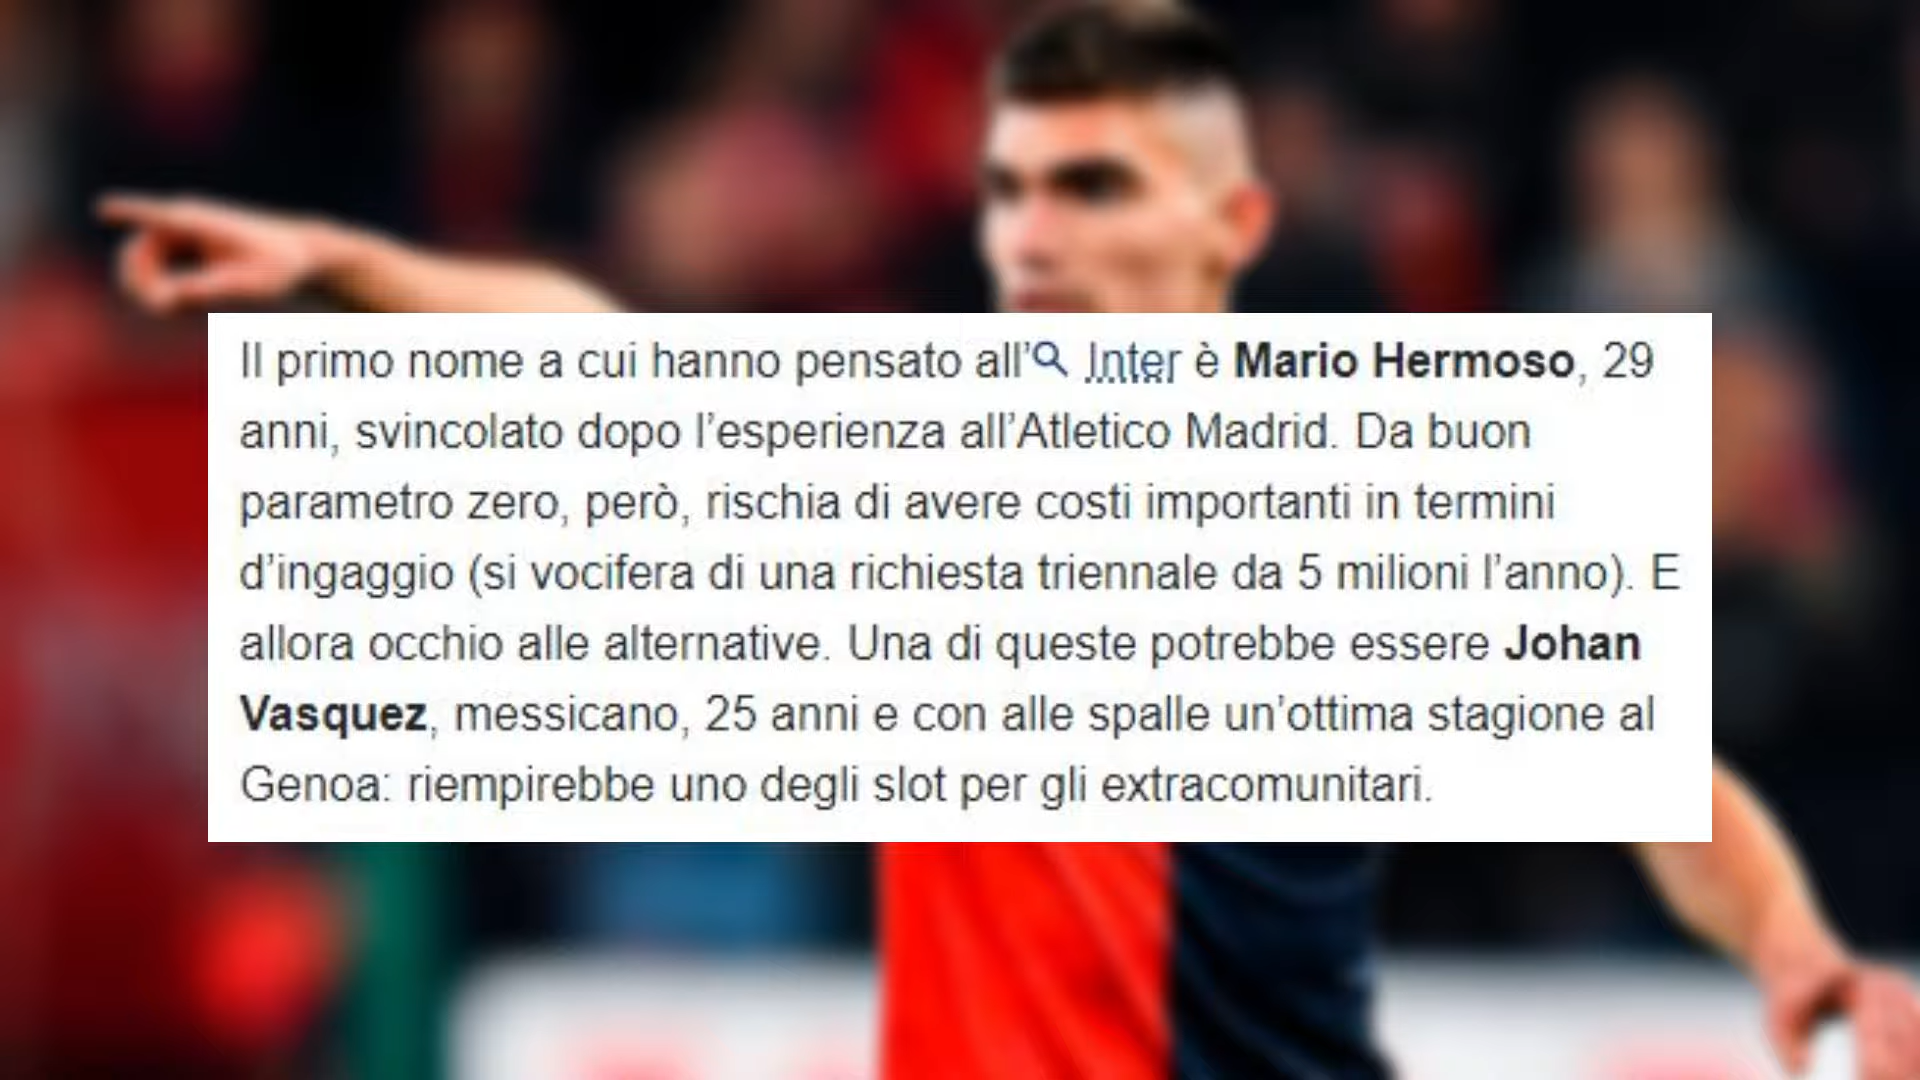 Il primo nome a cui hanno pensato all’ Inter è Mario Hermoso, 29
anni, svincolato dopo l’esperienza all’Atletico Madrid. Da buon
parametro zero, però, rischia di avere costi importanti in termini
d’ingaggio (si vocifera di una richiesta triennale da 5 milioni l’anno). E
allora occhio alle alternative. Una di queste potrebbe essere Johan
Vasquez, messicano, 25 anni e con alle spalle un’ottima stagione al
Genoa: riempirebbe uno degli slot per gli extracomunitari.